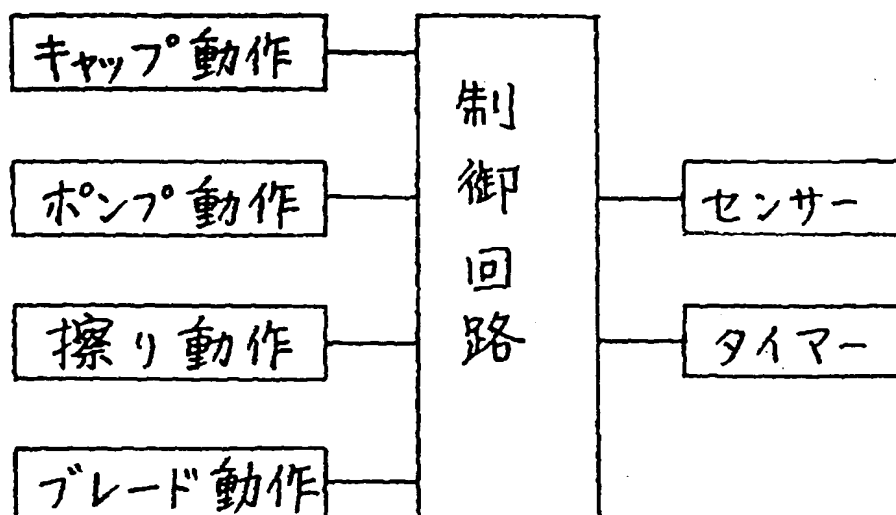 キャップ動作
ポンプ動作
擦り動作
ブレード動作
制御回路
センサー
タイマー